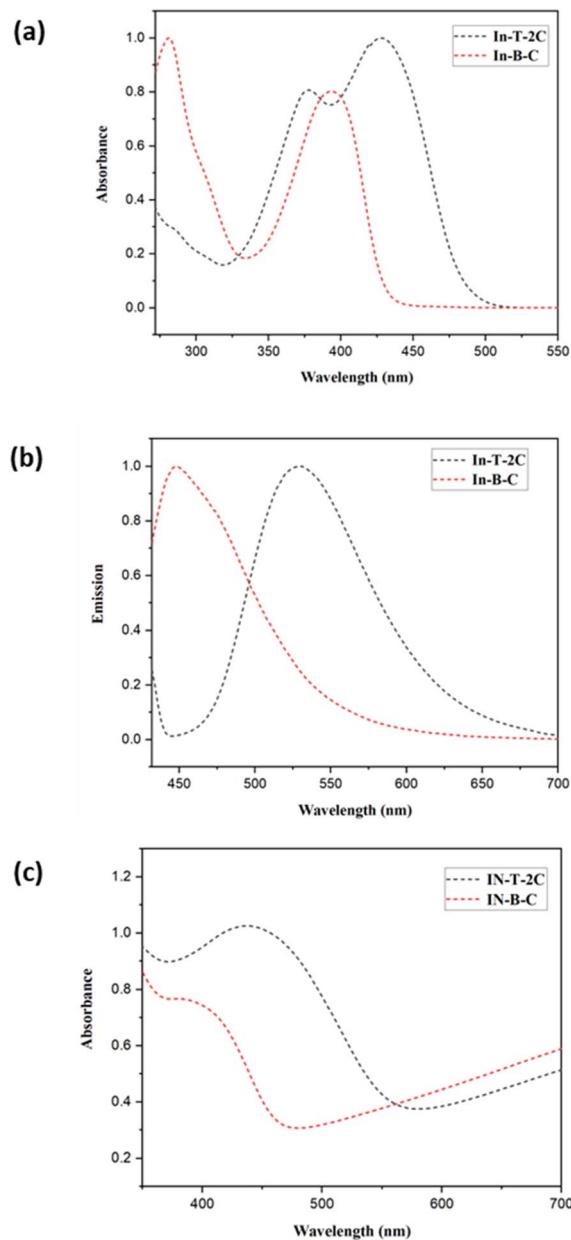 (a)
In-T-2C
In-B-C
1.0
0.8
0.6
0.4
0.2
0.0
Absorbance
300 350 400 450 500 550
Wavelength (nm)
(b)
In-T-2C
In-B-C
1.0
0.8
0.6
0.4
0.2
0.0
Emission
450 500 550 600 650 700
Wavelength (nm)
(c)
IN-T-2C
IN-B-C
1.2
1.0
0.8
0.6
0.4
0.2
Absorbance
400 500 600 700
Wavelength (nm)